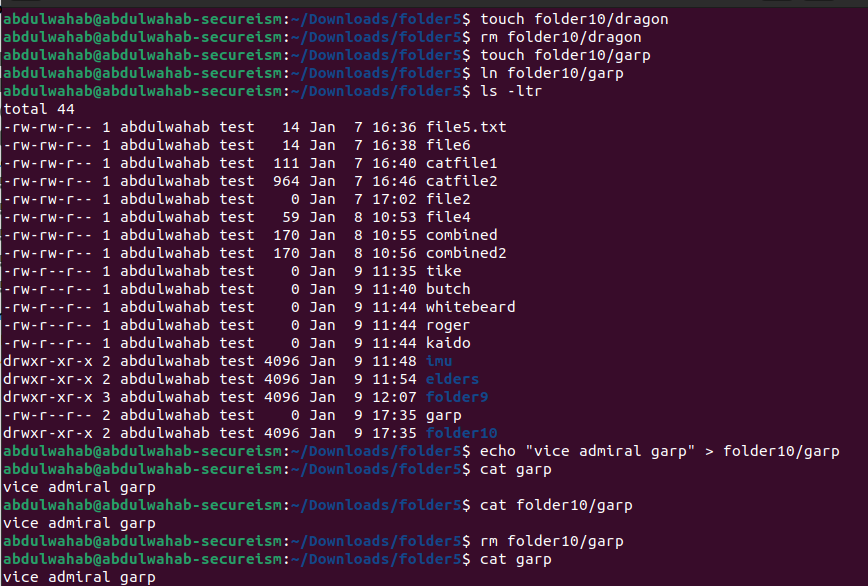 abdulwahab@abdulwahab-secureism:~/Downloads/folder5$ touch folder10/dragon
abdulwahab@abdulwahab-secureism:~/Downloads/folder5$ rm folder10/dragon
abdulwahab@abdulwahab-secureism:~/Downloads/folder5$ touch folder10/garp
abdulwahab@abdulwahab-secureism:~/Downloads/folder5$ ln folder10/garp
abdulwahab@abdulwahab-secureism:~/Downloads/folder5$ ls -ltr
total 44
-rw-rw-r-- 1 abdulwahab test   14 Jan  7 16:36 file5.txt
-rw-rw-r-- 1 abdulwahab test   14 Jan  7 16:38 file6
-rw-rw-r-- 1 abdulwahab test  111 Jan  7 16:40 catfile1
-rw-rw-r-- 1 abdulwahab test  964 Jan  7 16:46 catfile2
-rw-rw-r-- 1 abdulwahab test    0 Jan  7 17:02 file2
-rw-rw-r-- 1 abdulwahab test   59 Jan  8 10:53 file4
-rw-rw-r-- 1 abdulwahab test  170 Jan  8 10:55 combined
-rw-rw-r-- 1 abdulwahab test  170 Jan  8 10:56 combined2
-rw-r--r-- 1 abdulwahab test    0 Jan  9 11:35 tike
-rw-r--r-- 1 abdulwahab test    0 Jan  9 11:40 butch
-rw-r--r-- 1 abdulwahab test    0 Jan  9 11:44 whitebeard
-rw-r--r-- 1 abdulwahab test    0 Jan  9 11:44 roger
-rw-r--r-- 1 abdulwahab test    0 Jan  9 11:44 kaido
drwxr-xr-x 2 abdulwahab test 4096 Jan  9 11:48 imu
drwxr-xr-x 2 abdulwahab test 4096 Jan  9 11:54 elders
drwxr-xr-x 3 abdulwahab test 4096 Jan  9 12:07 folder9
-rw-r--r-- 2 abdulwahab test    0 Jan  9 17:35 garp
drwxr-xr-x 2 abdulwahab test 4096 Jan  9 17:35 folder10
abdulwahab@abdulwahab-secureism:~/Downloads/folder5$ echo "vice admiral garp" > folder10/garp
abdulwahab@abdulwahab-secureism:~/Downloads/folder5$ cat garp
vice admiral garp
abdulwahab@abdulwahab-secureism:~/Downloads/folder5$ cat folder10/garp
vice admiral garp
abdulwahab@abdulwahab-secureism:~/Downloads/folder5$ rm folder10/garp
abdulwahab@abdulwahab-secureism:~/Downloads/folder5$ cat garp
vice admiral garp